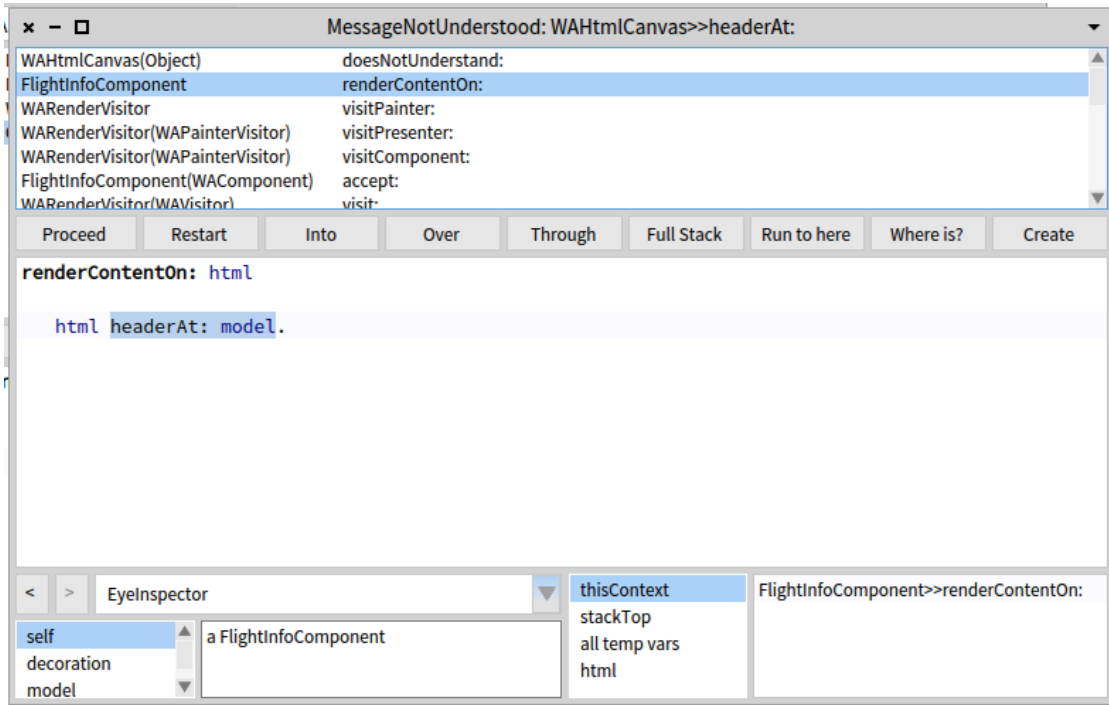 MessageNotUnderstood: WAHtmlCanvas>>headerAt:
WAHtmlCanvas(Object) doesNotUnderstand:
FlightInfoComponent renderContentOn:
WARenderVisitor visitPainter:
WARenderVisitor(WAPainterVisitor) visitPresenter:
WARenderVisitor(WAPainterVisitor) visitComponent:
FlightInfoComponent(WAComponent) accept:
WARenderVisitor(WAVisitor) visit:
Proceed Restart Into Over Through Full Stack Run to here Where is? Create
renderContentOn: html
html headerAt: model.
< > EyeInspector
self
decoration
model
a FlightInfoComponent
thisContext
stackTop
all temp vars
html
FlightInfoComponent>>renderContentOn: